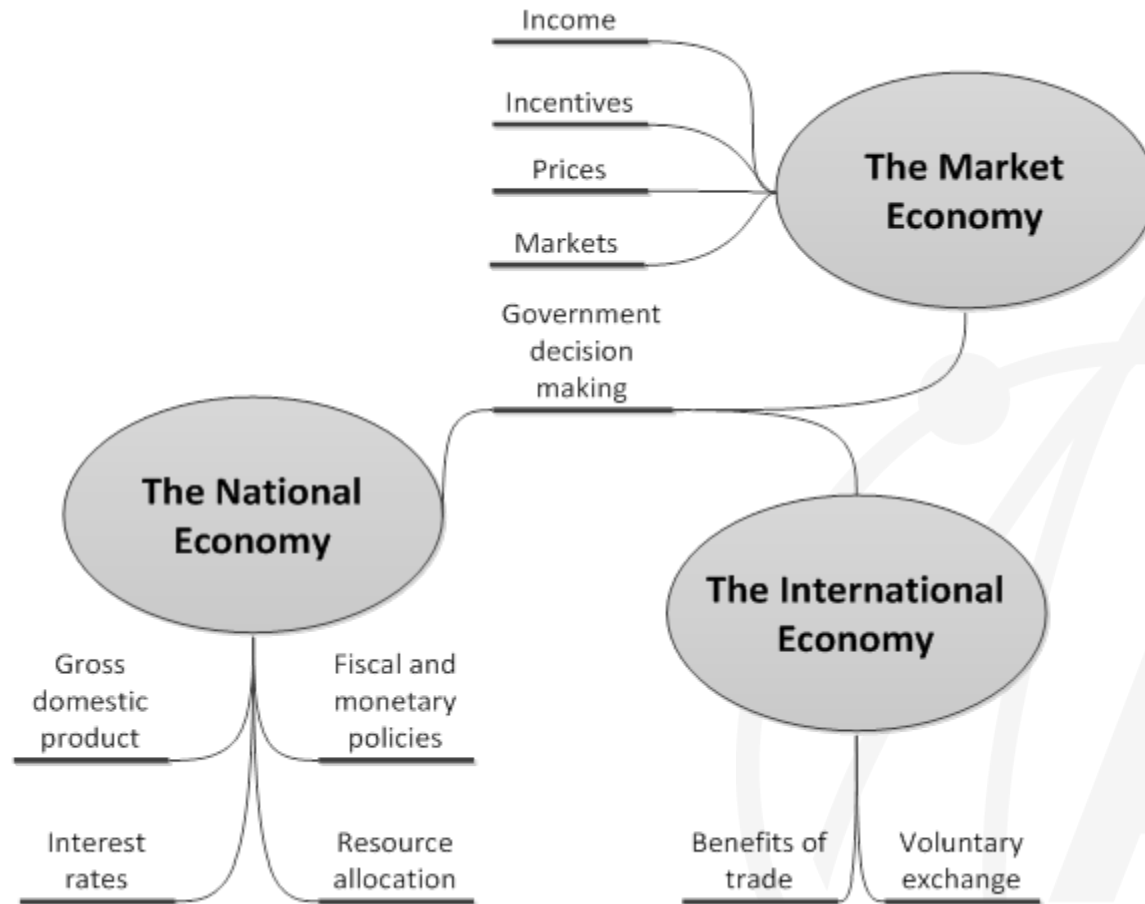 Income
Incentives
Prices
Markets
The Market
Economy
Government
decision
making
The National
Economy
The International
Economy
Gross
domestic
product
Fiscal and
monetary
policies
Interest
rates
Resource
allocation
Benefits of
trade
Voluntary
exchange